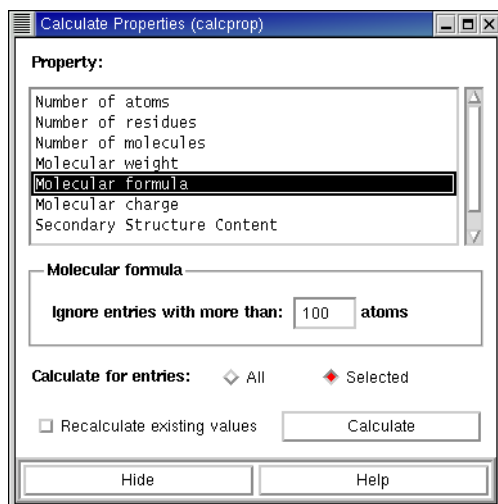 Calculate Properties (calcprop)
Property:
Number of atoms
Number of residues
Number of molecules
Molecular weight
Molecular formula
Molecular charge
Secondary Structure Content
Molecular formula
Ignore entries with more than: 100 atoms
Calculate for entries: All Selected
Recalculate existing values Calculate
Hide Help